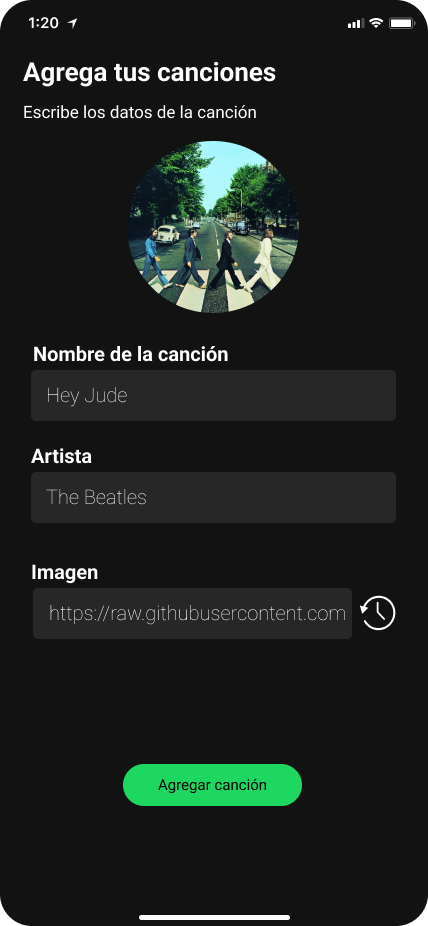 1:20
Agrega tus canciones
Escribe los datos de la canción
Nombre de la canción
Hey Jude
Artista
The Beatles
Imagen
https://raw.githubusercontent.com
Agregar canción